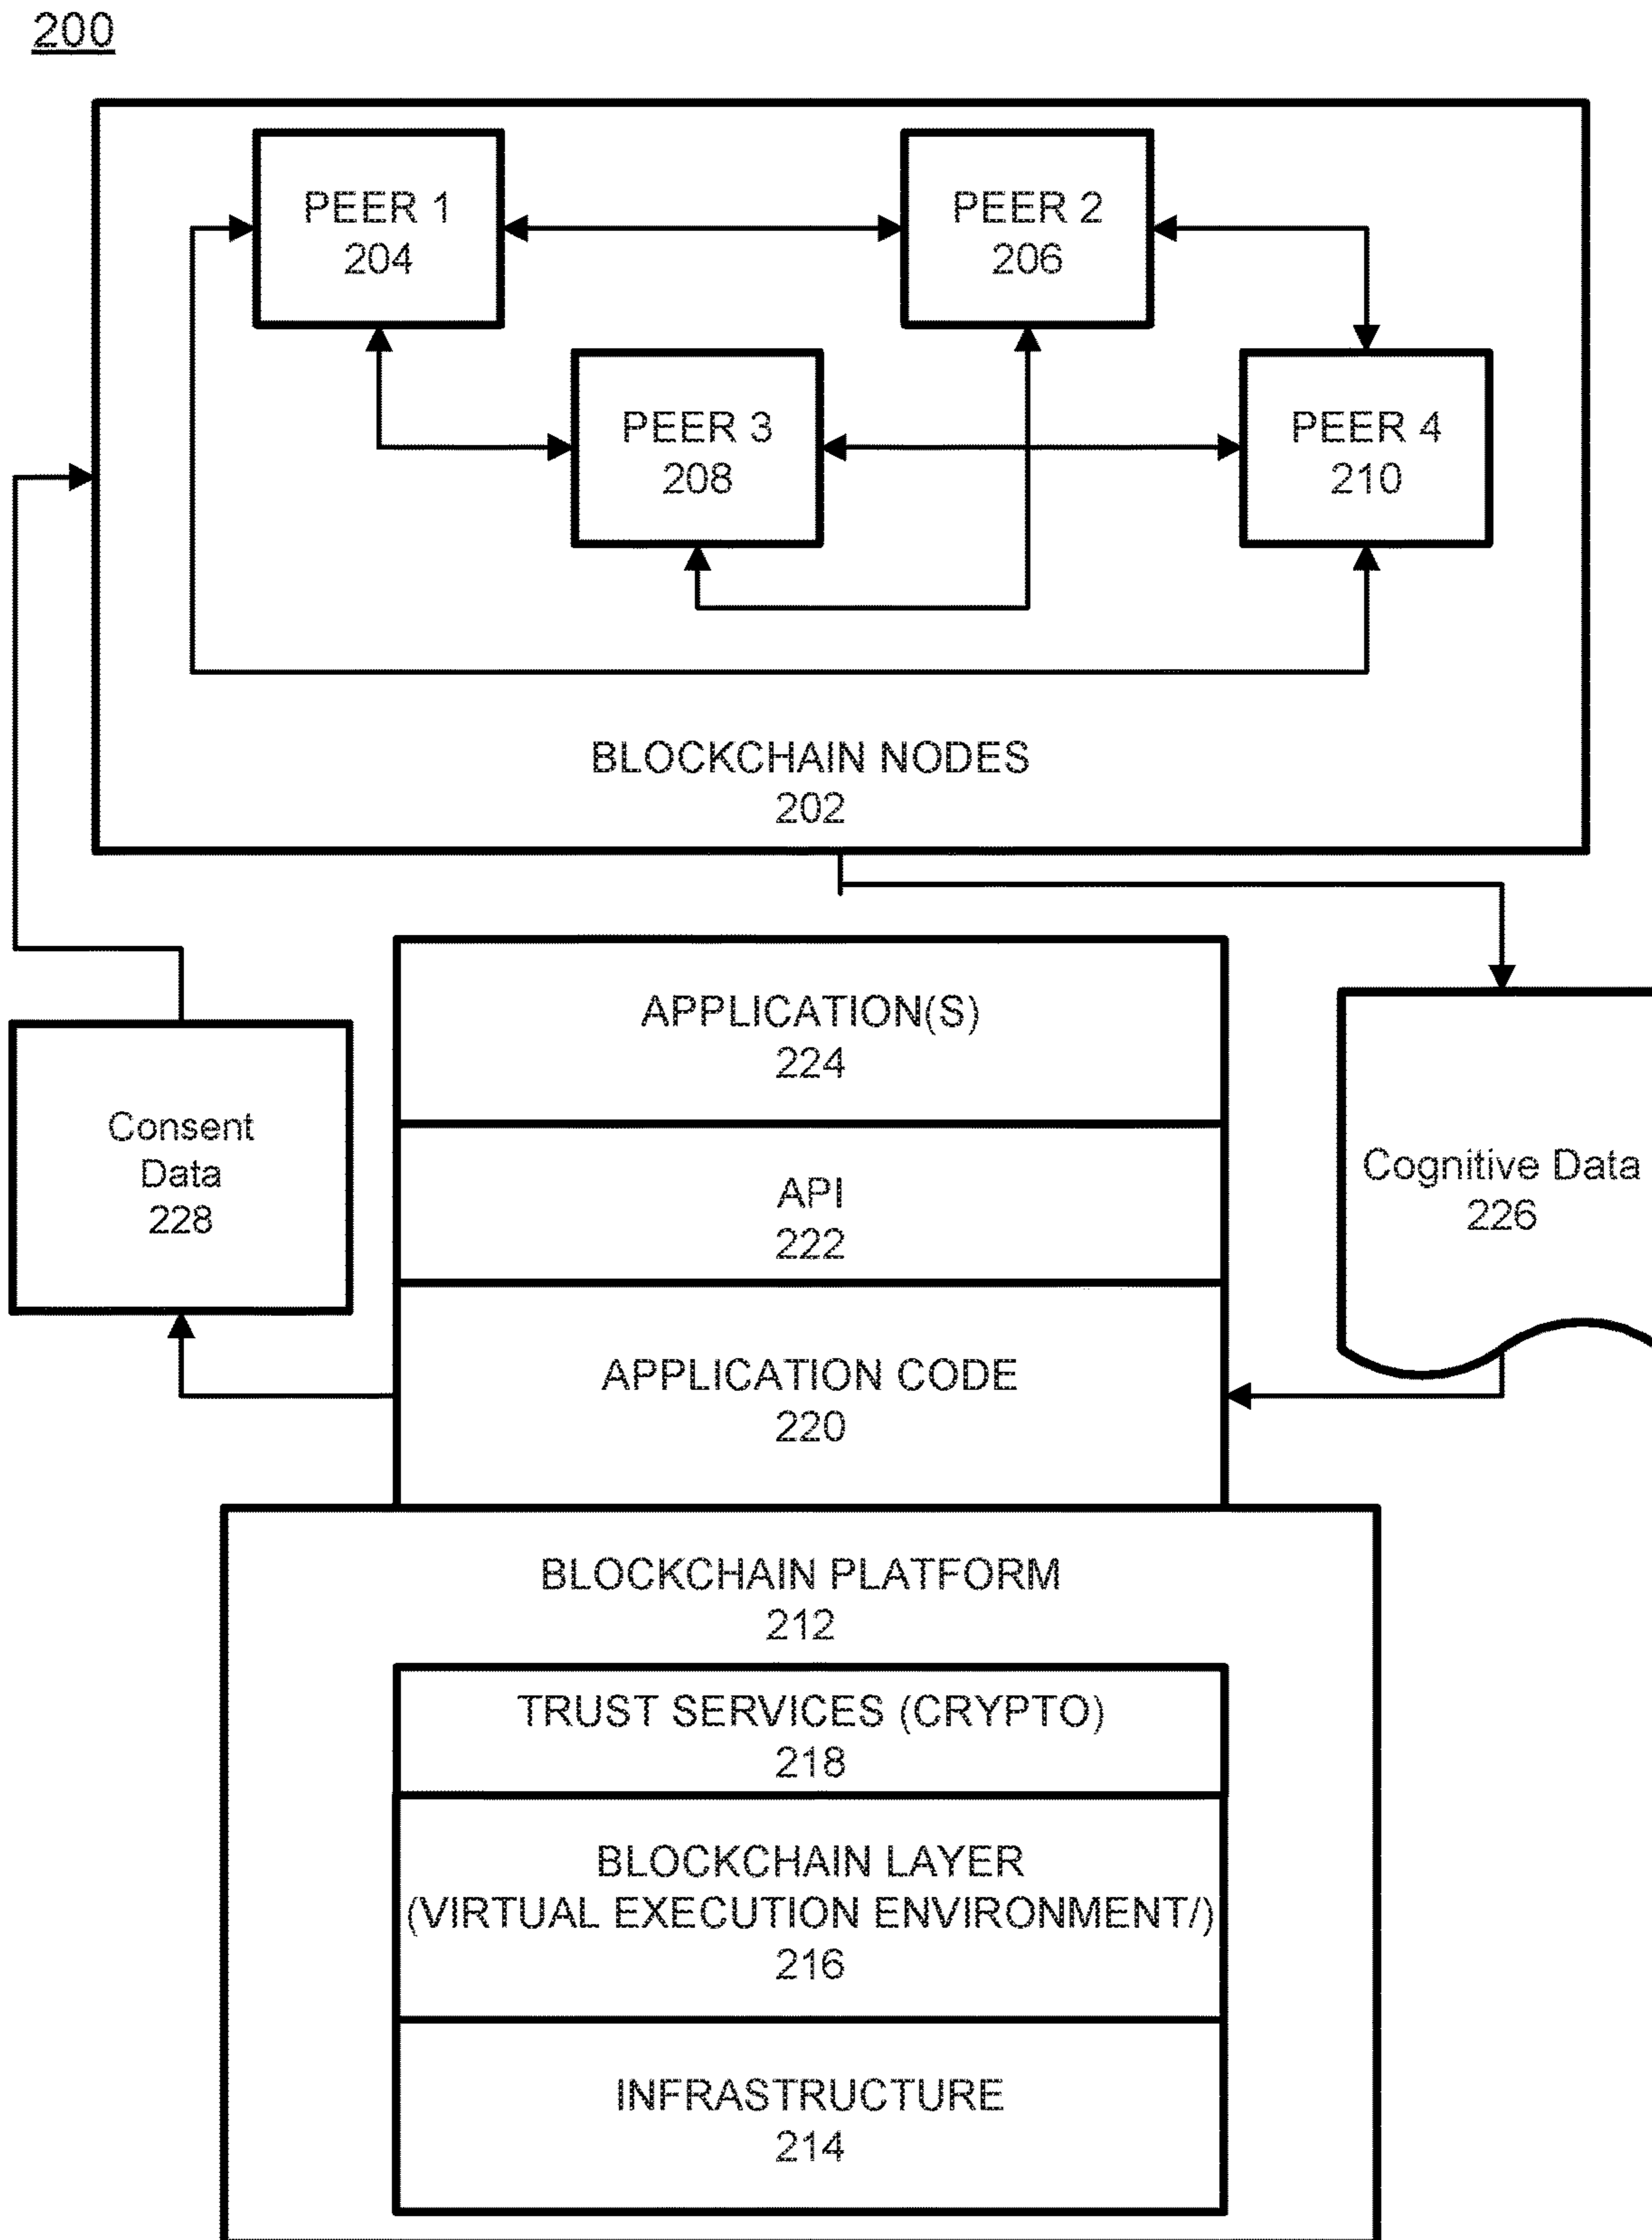 200
PEER 1
204
PEER 2
206
PEER 3
208
PEER 4
210
BLOCKCHAIN NODES
202
APPLICATION(S)
224
API
222
APPLICATION CODE
220
Consent
Data
228
Cognitive Data
226
BLOCKCHAIN PLATFORM
212
TRUST SERVICES (CRYPTO)
218
BLOCKCHAIN LAYER
(VIRTUAL EXECUTION ENVIRONMENT/)
216
INFRASTRUCTURE
214